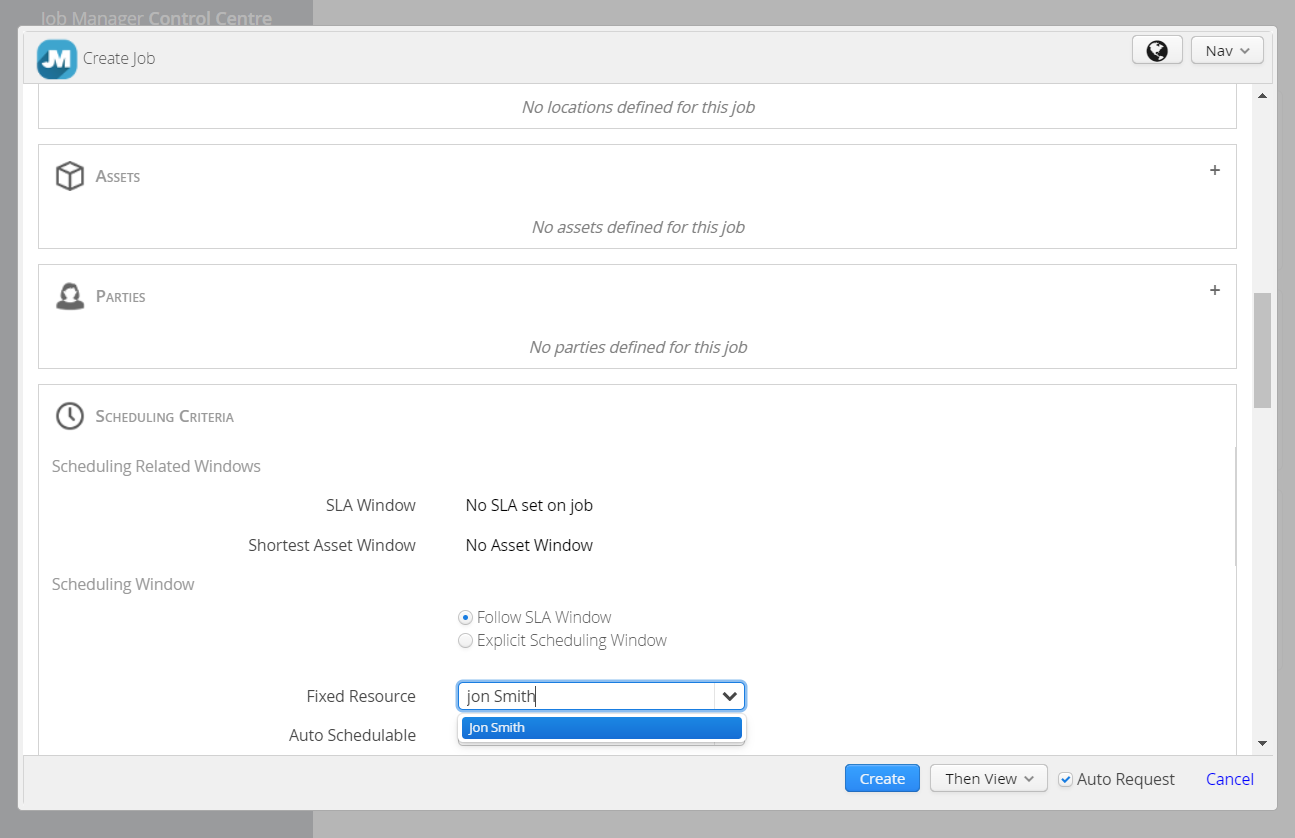 Job Manager Control Centre
JM Create Job
Nav
No locations defined for this job
Assets +
No assets defined for this job
Parties +
No parties defined for this job
Scheduling Criteria
Scheduling Related Windows
SLA Window No SLA set on job
Shortest Asset Window No Asset Window
Scheduling Window
Follow SLA Window
Explicit Scheduling Window
Fixed Resource jon Smith
Jon Smith
Auto Schedulable
Create Then View Auto Request Cancel